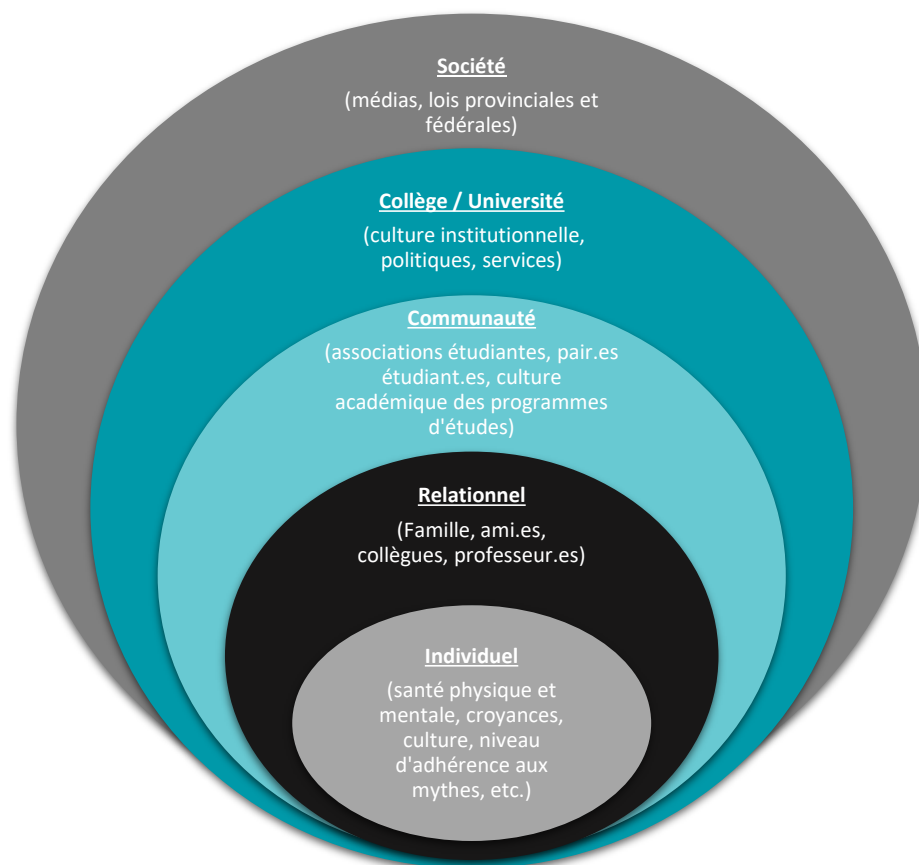 Société
(médias, lois provinciales et
fédérales)
Collège / Université
(culture institutionnelle,
politiques, services)
Communauté
(associations étudiantes, pair.es
étudiant.es, culture
académique des programmes
d'études)
Relationnel
(Famille, ami.es,
collègues, professeur.es)
Individuel
(santé physique et
mentale, croyances,
culture, niveau
d'adhérence aux
mythes, etc.)